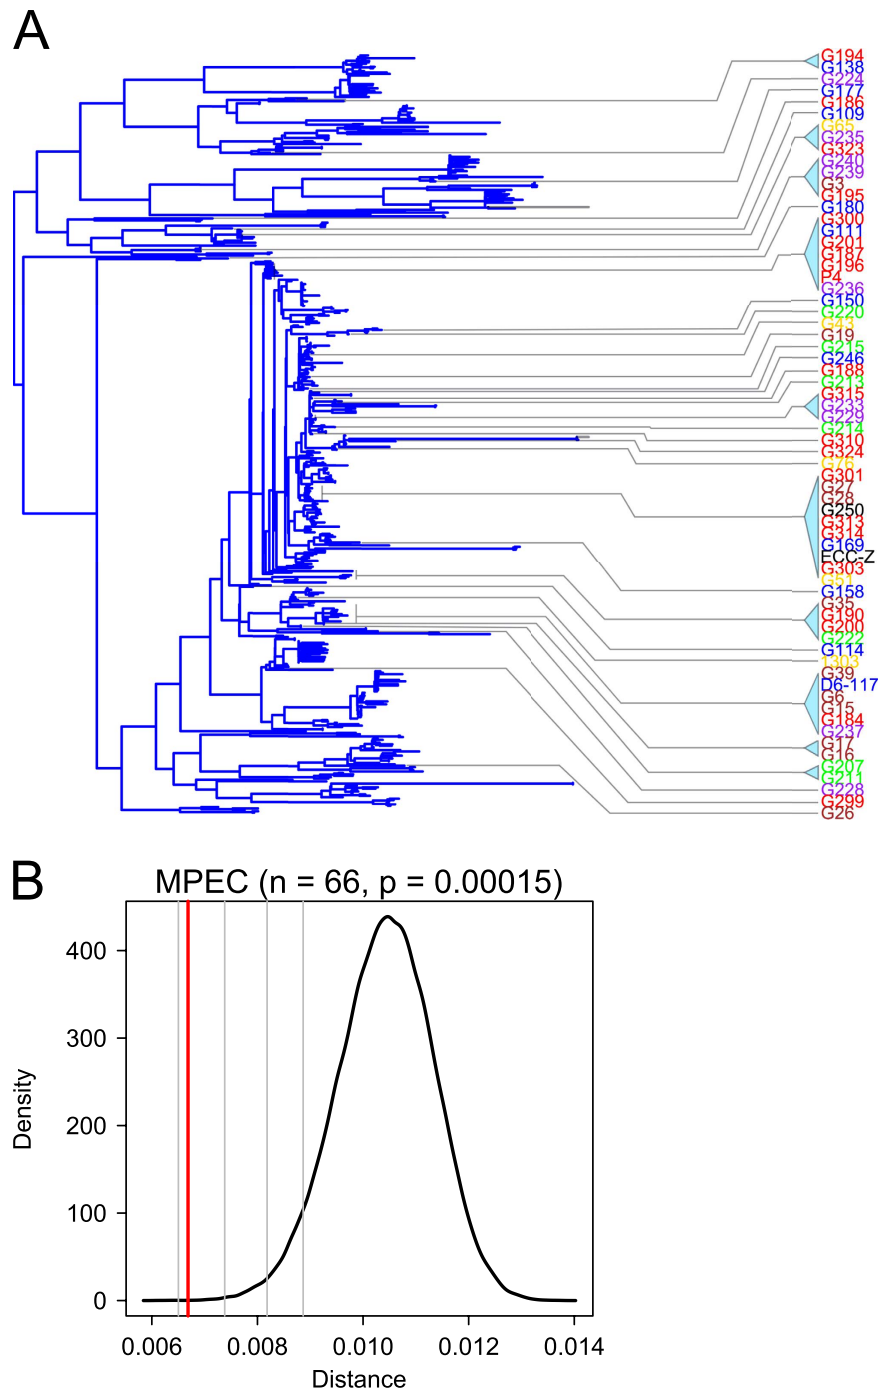 A
G194
G138
G224
G177
G186
G109
G65
G235
G323
G240
G239
G3
G195
G180
G300
G111
G201
G187
G196
P4
G236
G150
G220
G43
G19
G215
G246
G188
G213
G315
G233
G229
G214
G310
G324
G76
G301
G27
G28
G250
G313
G314
G169
ECC-Z
G303
G51
G158
G35
G190
G200
G222
G114
1303
G39
D6-117
G6
G15
G184
G237
G17
G16
G207
G211
G228
G299
G26
B
MPEC (n = 66, p = 0.00015)
Density
400
300
200
100
0
0.006 0.008 0.010 0.012 0.014
Distance